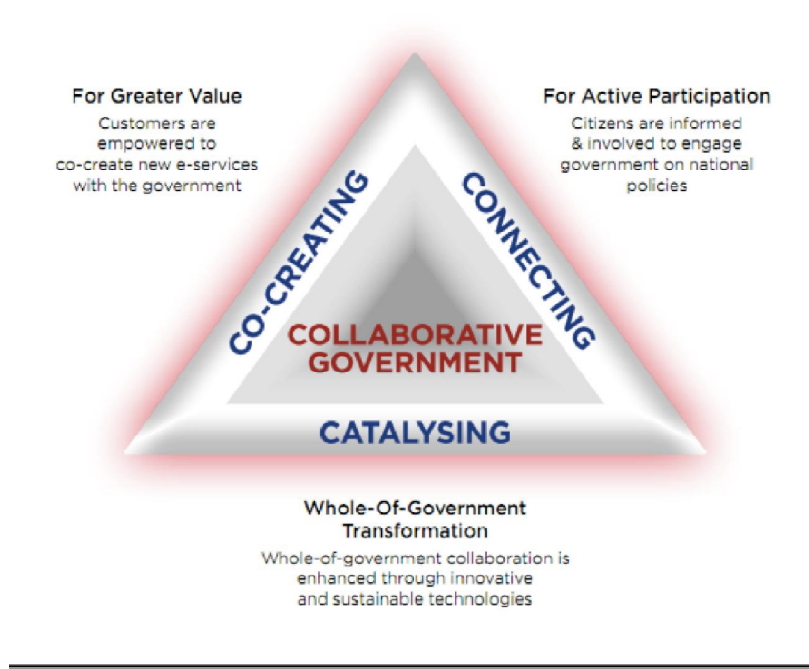 For Greater Value
Customers are
empowered to
co-create new e-services
with the government
For Active Participation
Citizens are informed
& involved to engage
government on national
policies
CO-CREATING
CONNECTING
COLLABORATIVE
GOVERNMENT
CATALYSING
Whole-Of-Government
Transformation
Whole-of-government collaboration is
enhanced through innovative
and sustainable technologies